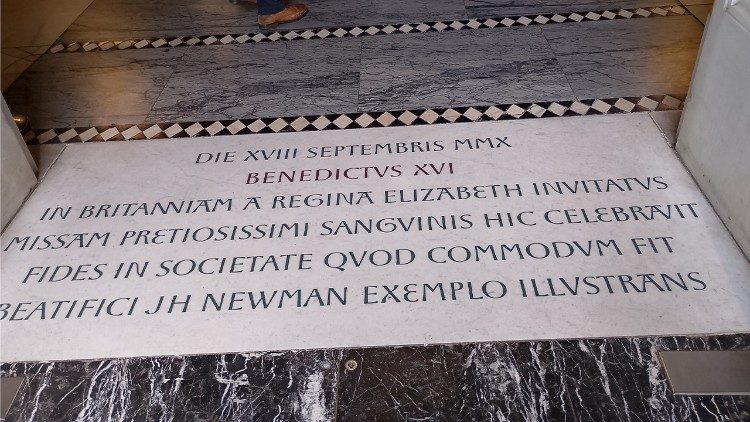 DIE XVIII SEPTEMBRIS MMX
BENEDICTVS XVI
IN BRITANNIAM A REGINA ELIZABETH INVITATVS
MISSAM PRETIOSISSIMI SANGVINIS HIC CELEBRAVIT
FIDES IN SOCIETATE QVOD COMMODVM FIT
BEATIFICI JH NEWMAN EXEMPLO ILLVSTRANS